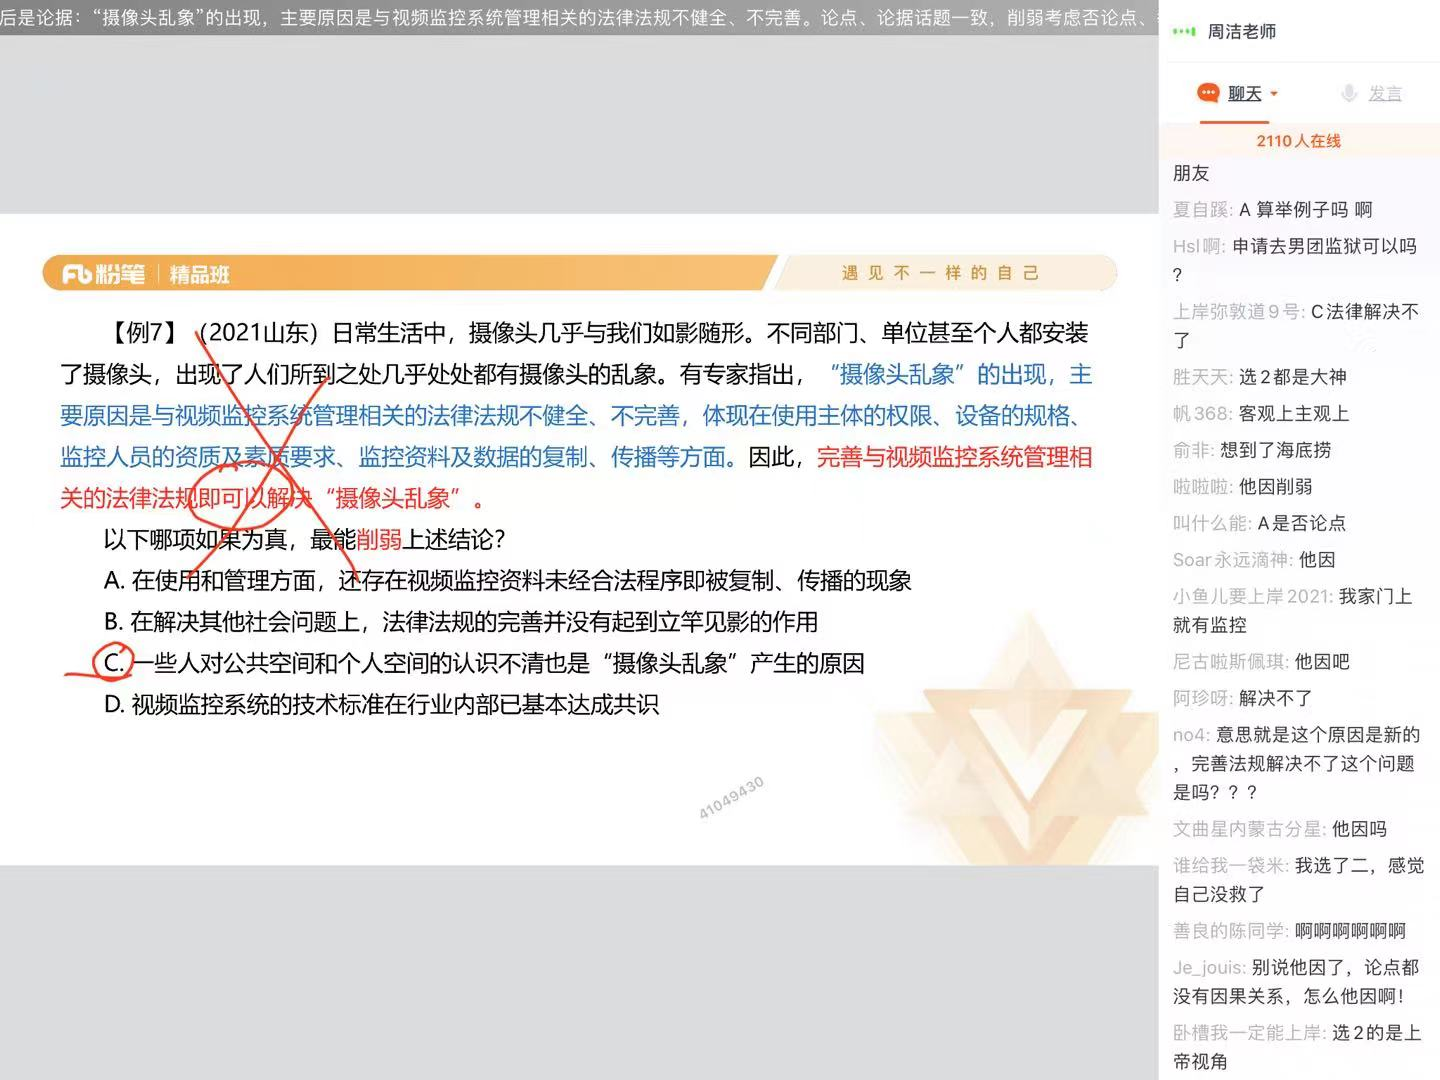 后是论据：“摄像头乱象”的出现，主要原因是与视频监控系统管理相关的法律法规不健全、不完善。论点、论据话题一致，削弱考虑否论点、
粉笔 精品班
遇见不一样的自己
【例7】（2021山东）日常生活中，摄像头几乎与我们如影随形。不同部门、单位甚至个人都安装
了摄像头，出现了人们所到之处几乎处处都有摄像头的乱象。有专家指出，“摄像头乱象”的出现，主
要原因是与视频监控系统管理相关的法律法规不健全、不完善，体现在使用主体的权限、设备的规格、
监控人员的资质及素质要求、监控资料及数据的复制、传播等方面。因此，完善与视频监控系统管理相
关的法律法规即可以解决“摄像头乱象”。
以下哪项如果为真，最能削弱上述结论？
A. 在使用和管理方面，还存在视频监控资料未经合法程序即被复制、传播的现象
B. 在解决其他社会问题上，法律法规的完善并没有起到立竿见影的作用
C. 一些人对公共空间和个人空间的认识不清也是“摄像头乱象”产生的原因
D. 视频监控系统的技术标准在行业内部已基本达成共识
41049430
周洁老师
聊天
发言
2110人在线
朋友
夏自蹊: A 算举例子吗 啊
Hsl啊: 申请去男团监狱可以吗
？
上岸弥敦道9号: C法律解决不
了
胜天天: 选2都是大神
帆368: 客观上主观上
俞非: 想到了海底捞
啦啦啦: 他因削弱
叫什么能: A是否论点
Soar永远滴神: 他因
小鱼儿要上岸2021: 我家门上
就有监控
尼古啦斯佩琪: 他因吧
阿珍呀: 解决不了
no4: 意思就是这个原因是新的
，完善法规解决不了这个问题
是吗？？？
文曲星内蒙古分星: 他因吗
谁给我一袋米: 我选了二，感觉
自己没救了
善良的陈同学: 啊啊啊啊啊啊
Je_jouis: 别说他因了，论点都
没有因果关系，怎么他因啊！
卧槽我一定能上岸: 选2的是上
帝视角